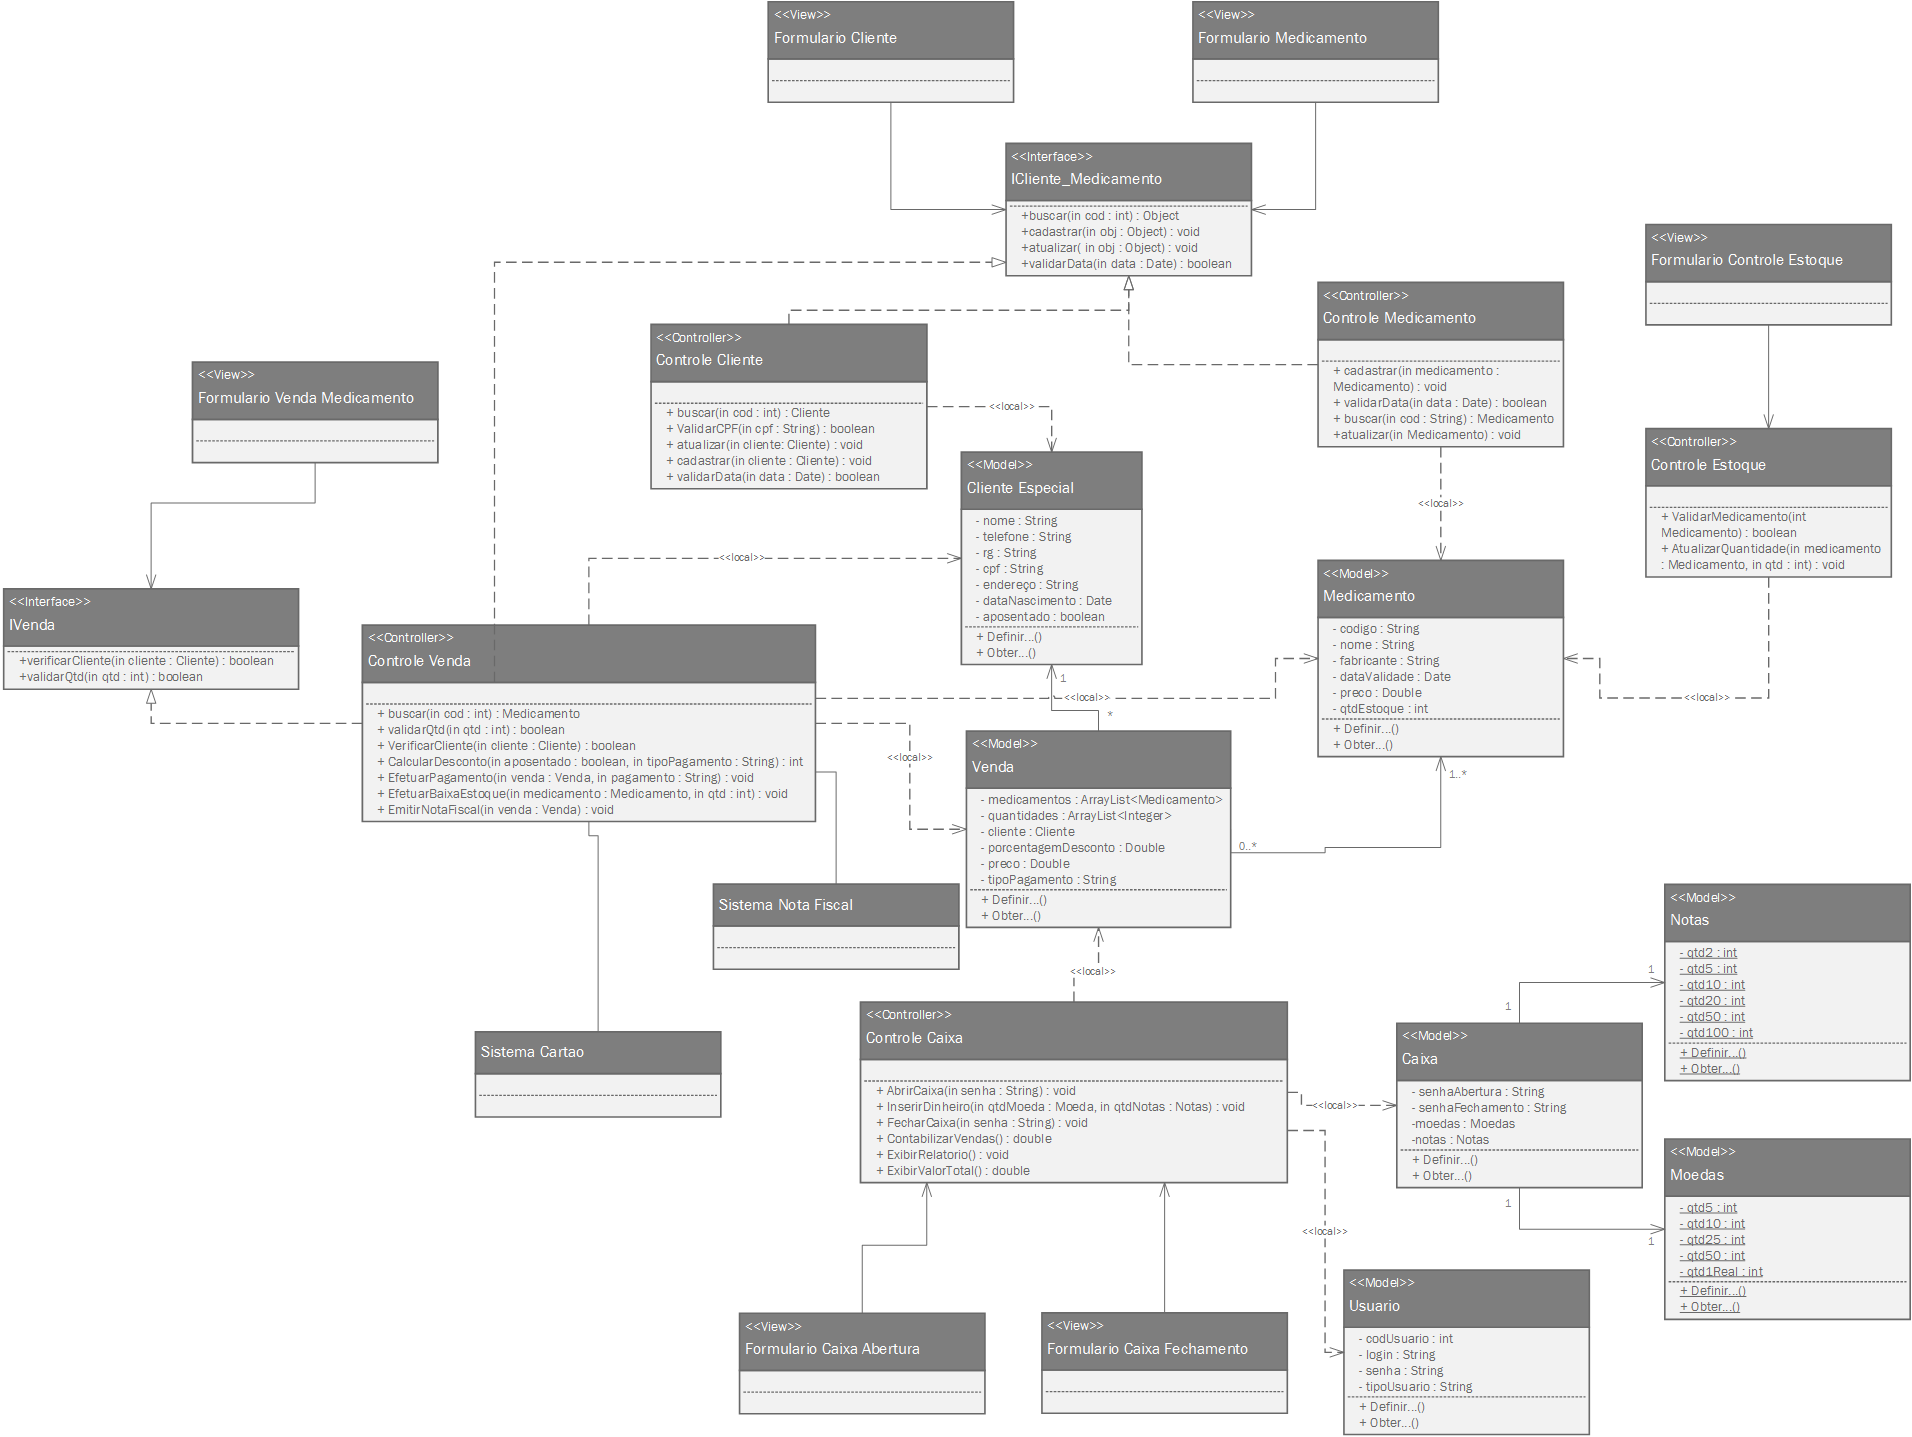 <<View>>
Formulario Cliente
<<View>>
Formulario Medicamento
<<Interface>>
ICliente_Medicamento
+buscar(in cod : int) : Object
+cadastrar(in obj : Object) : void
+atualizar( in obj : Object) : void
+validarData(in data : Date) : boolean
<<View>>
Formulario Controle Estoque
<<Controller>>
Controle Medicamento
+ cadastrar(in medicamento :
Medicamento) : void
+ validarData(in data : Date) : boolean
+ buscar(in cod : String) : Medicamento
+atualizar(in Medicamento) : void
<<Controller>>
Controle Cliente
+ buscar(in cod : int) : Cliente
+ ValidarCPF(in cpf : String) : boolean
+ atualizar(in cliente: Cliente) : void
+ cadastrar(in cliente : Cliente) : void
+ validarData(in data : Date) : boolean
<<local>>
<<View>>
Formulario Venda Medicamento
<<Controller>>
Controle Estoque
+ ValidarMedicamento(int
Medicamento) : boolean
+ AtualizarQuantidade(in medicamento
: Medicamento, in qtd : int) : void
<<Model>>
Cliente Especial
- nome : String
- telefone : String
- rg : String
- cpf : String
- endereço : String
- dataNascimento : Date
- aposentado : boolean
+ Definir...()
+ Obter...()
<<local>>
<<local>>
<<Model>>
Medicamento
- codigo : String
- nome : String
- fabricante : String
- dataValidade : Date
- preco : Double
- qtdEstoque : int
+ Definir...()
+ Obter...()
<<Interface>>
IVenda
+verificarCliente(in cliente : Cliente) : boolean
+validarQtd(in qtd : int) : boolean
<<Controller>>
Controle Venda
+ buscar(in cod : int) : Medicamento
+ validarQtd(in qtd : int) : boolean
+ VerificarCliente(in cliente : Cliente) : boolean
+ CalcularDesconto(in aposentado : boolean, in tipoPagamento : String) : int
+ EfetuarPagamento(in venda : Venda, in pagamento : String) : void
+ EfetuarBaixaEstoque(in medicamento : Medicamento, in qtd : int) : void
+ EmitirNotaFiscal(in venda : Venda) : void
1
<<local>>
<<local>>
*
<<local>>
<<Model>>
Venda
- medicamentos : ArrayList<Medicamento>
- quantidades : ArrayList<Integer>
- cliente : Cliente
- porcentagemDesconto : Double
- preco : Double
- tipoPagamento : String
+ Definir...()
+ Obter...()
1..*
0..*
Sistema Nota Fiscal
<<local>>
Sistema Cartao
<<Model>>
Notas
- qtd2 : int
- qtd5 : int
- qtd10 : int
- qtd20 : int
- qtd50 : int
- qtd100 : int
+ Definir...()
+ Obter...()
1
1
<<Controller>>
Controle Caixa
+ AbrirCaixa(in senha : String) : void
+ InserirDinheiro(in qtdMoeda : Moeda, in qtdNotas : Notas) : void
+ FecharCaixa(in senha : String) : void
+ ContabilizarVendas() : double
+ ExibirRelatorio() : void
+ ExibirValorTotal() : double
<<local>>
<<Model>>
Caixa
- senhaAbertura : String
- senhaFechamento : String
-moedas : Moedas
-notas : Notas
+ Definir...()
+ Obter...()
1
1
<<Model>>
Moedas
- qtd5 : int
- qtd10 : int
- qtd25 : int
- qtd50 : int
- qtd1Real : int
+ Definir...()
+ Obter...()
<<local>>
<<Model>>
Usuario
- codUsuario : int
- login : String
- senha : String
- tipoUsuario : String
+ Definir...()
+ Obter...()
<<View>>
Formulario Caixa Abertura
<<View>>
Formulario Caixa Fechamento